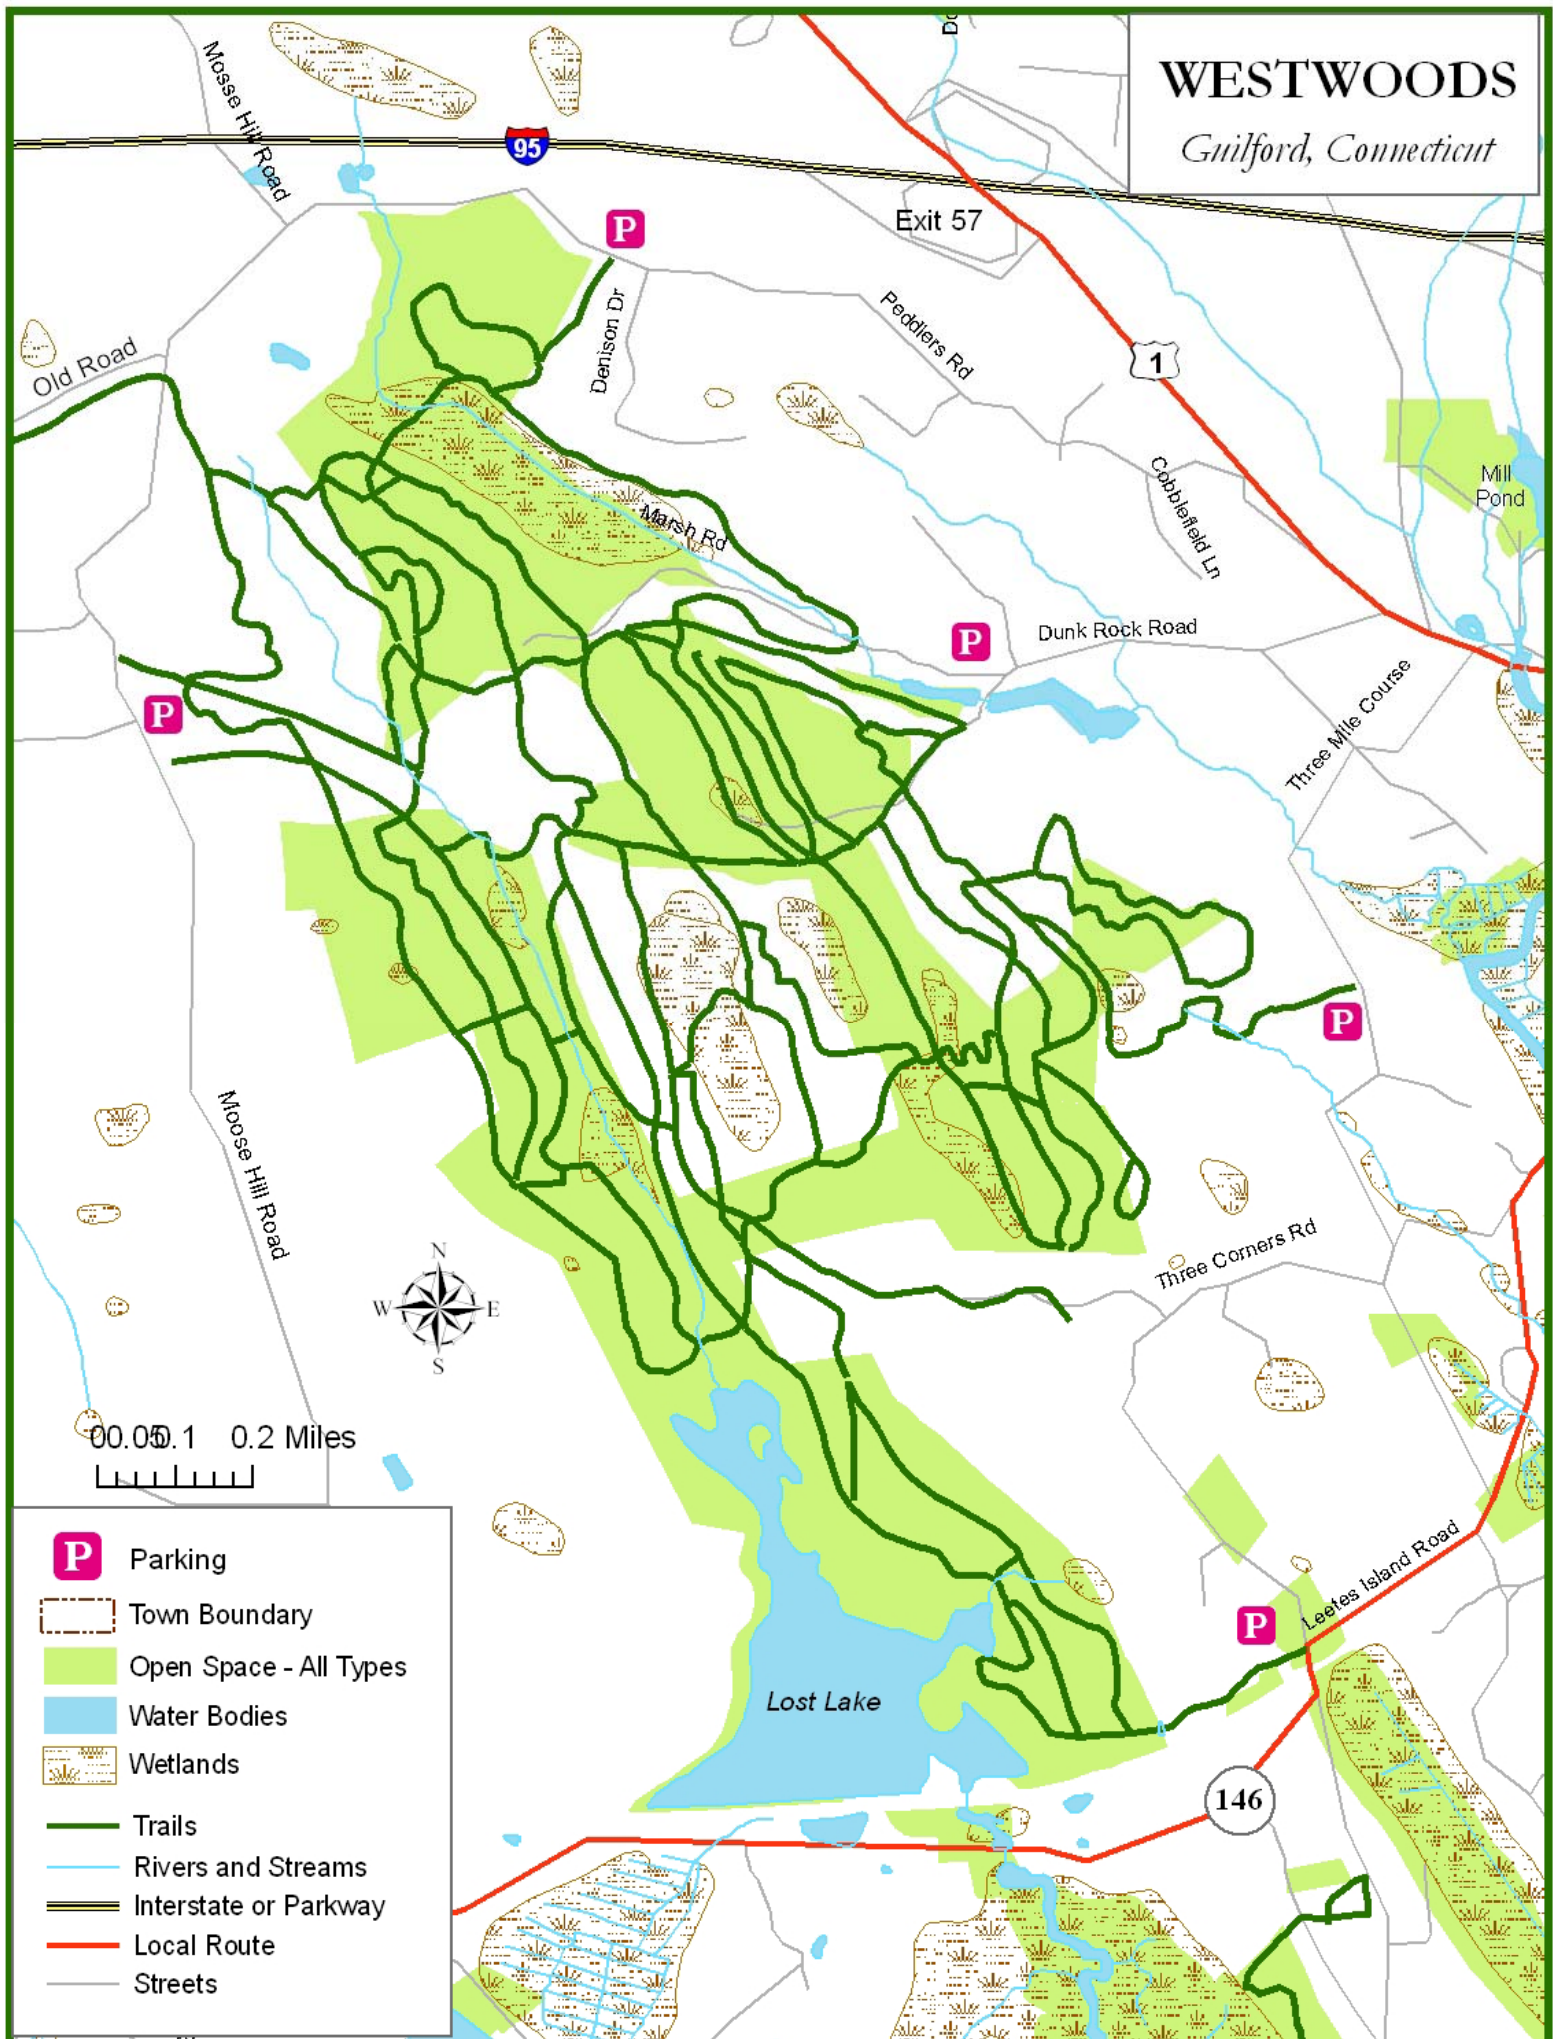 WESTWOODS
Guilford, Connecticut
Mosse Hill Road
95
Exit 57
P
Old Road
Denison Dr
Peddlers Rd
1
Mill
Pond
Cobblefield Ln
Marsh Rd
P
Dunk Rock Road
Three Mile Course
P
P
Moose Hill Road
Three Corners Rd
N
W
E
S
00.050.1 0.2 Miles
Leetes Island Road
P
Lost Lake
146
P Parking
Town Boundary
Open Space - All Types
Water Bodies
Wetlands
Trails
Rivers and Streams
Interstate or Parkway
Local Route
Streets